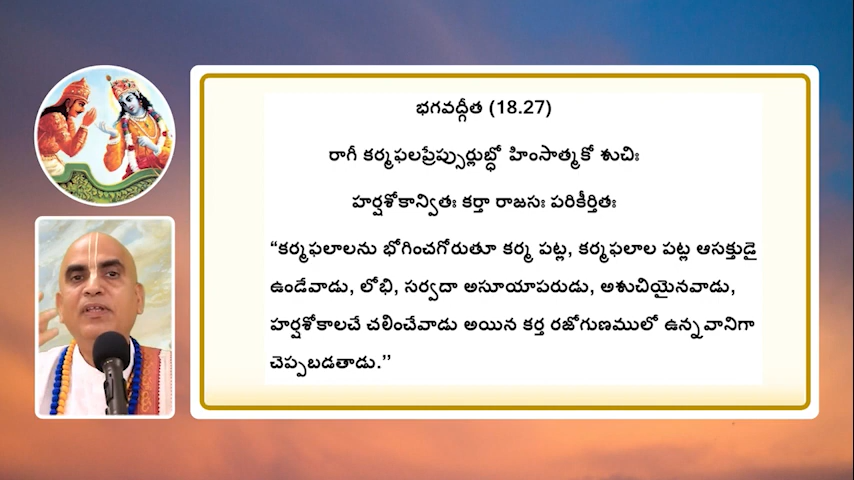 భగవద్గీత (18.27)
రాగీ కర్మఫలప్రేప్సుర్లుబ్ధో హింసాత్మకో శుచిః
హర్షశోకాన్వితః కర్తా రాజసః పరికీర్తితః
“కర్మఫలాలను భోగించగోరుతూ కర్మ పట్ల, కర్మఫలాల పట్ల ఆసక్తుడై
ఉండేవాడు, లోభి, సర్వదా అసూయాపరుడు, అశుచియైనవాడు,
హర్షశోకాలచే చలించేవాడు అయిన కర్త రజోగుణములో ఉన్నవానిగా
చెప్పబడతాడు.’’